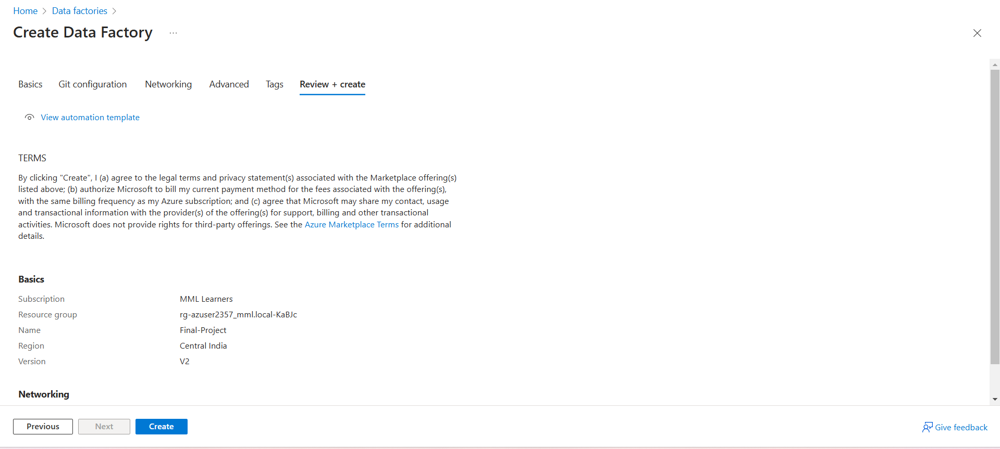 Home > Data factories >
Create Data Factory ...
Basics Git configuration Networking Advanced Tags Review + create
View automation template
TERMS
By clicking "Create", I (a) agree to the legal terms and privacy statement(s) associated with the Marketplace offering(s)
listed above; (b) authorize Microsoft to bill my current payment method for the fees associated with the offering(s),
with the same billing frequency as my Azure subscription; and (c) agree that Microsoft may share my contact, usage
and transactional information with the provider(s) of the offering(s) for support, billing and other transactional
activities. Microsoft does not provide rights for third-party offerings. See the Azure Marketplace Terms for additional
details.
Basics
Subscription MML Learners
Resource group rg-azuser2357_mml.local-KaBJc
Name Final-Project
Region Central India
Version V2
Networking
Previous Next Create Give feedback